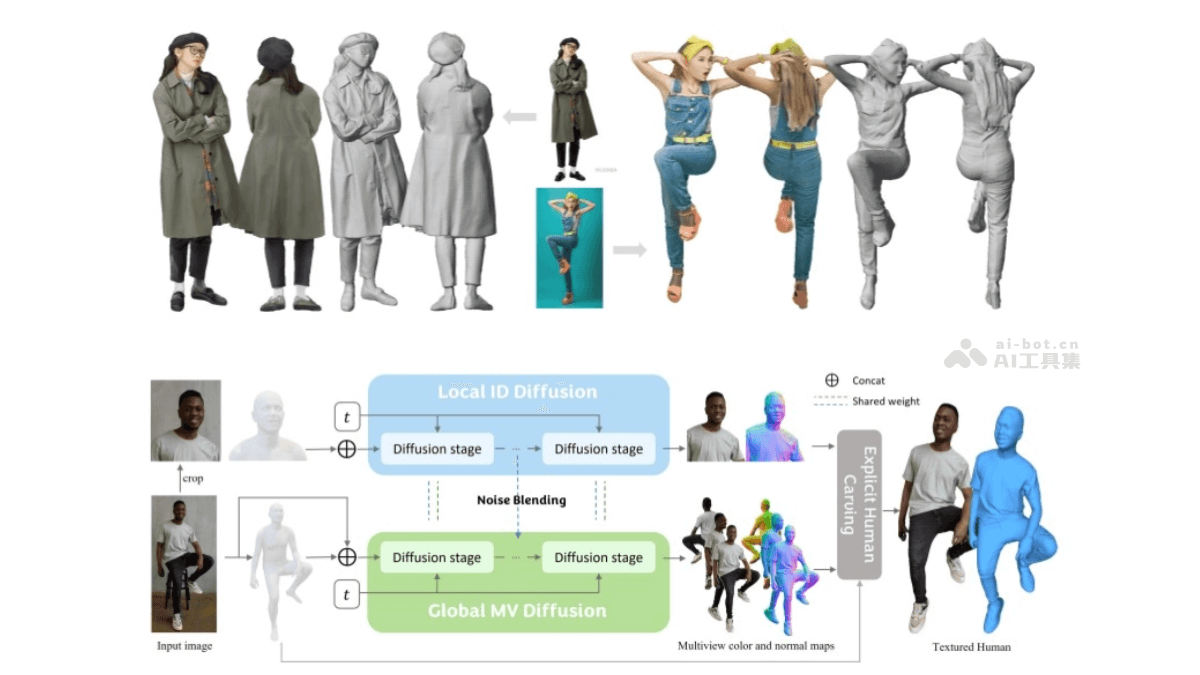 ai-bot.cn
AI工具集
Local ID Diffusion
t
Diffusion stage
...
Diffusion stage
Concat
Shared weight
crop
Noise Blending
Explicit Human
Carving
Diffusion stage
...
Diffusion stage
t
Global MV Diffusion
Input image
Multiview color and normal maps
Textured Human